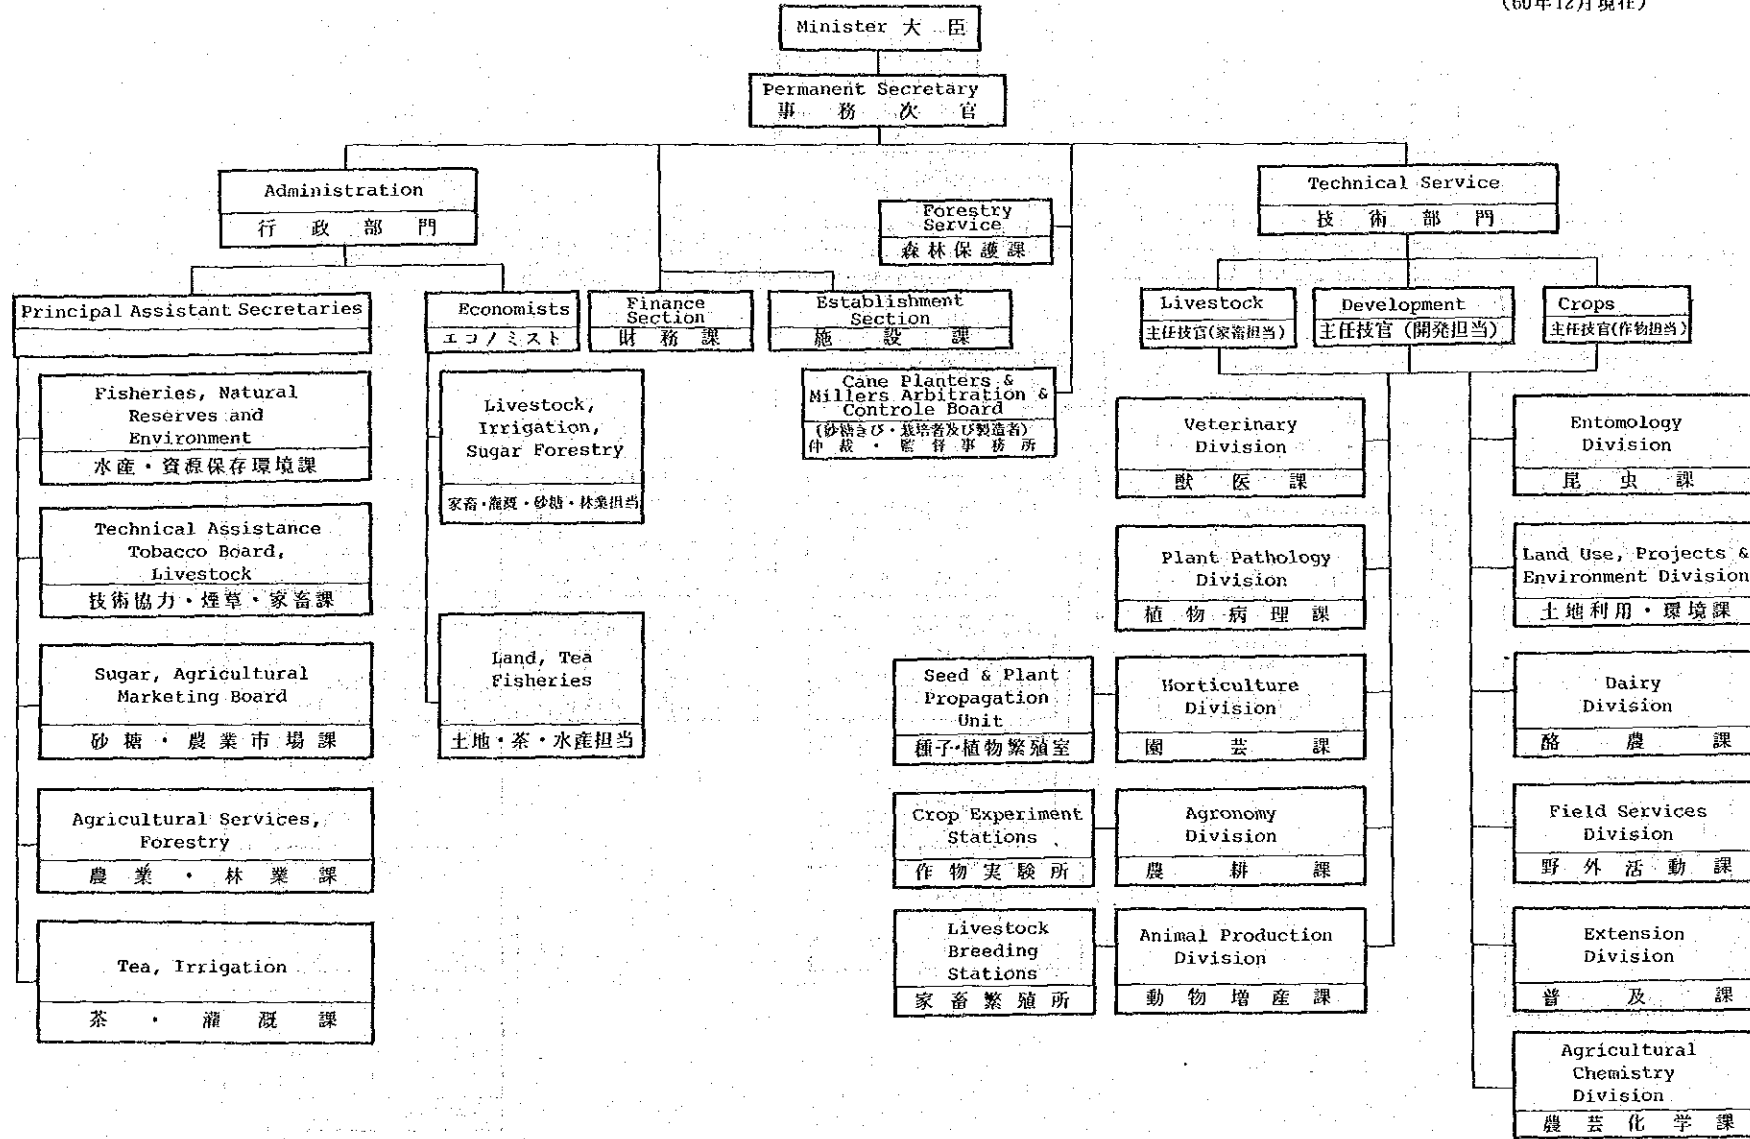 (60年12月現在)
Minister 大臣
Permanent Secretary
事務次官
Administration
行政部門
Forestry
Service
森林保護課
Technical Service
技術部門
Principal Assistant Secretaries
Economists
エコノミスト
Finance
Section
財務課
Establishment
Section
施設課
Livestock
主任技官(家畜担当)
Development
主任技官(開発担当)
Crops
主任技官(作物担当)
Fisheries, Natural
Reserves and
Environment
水産・資源保存環境課
Technical Assistance
Tobacco Board,
Livestock
技術協力・煙草・家畜課
Sugar, Agricultural
Marketing Board
砂糖・農業市場課
Agricultural Services,
Forestry
農業・林業課
Tea, Irrigation
茶・灌漑課
Livestock,
Irrigation,
Sugar Forestry
家畜・灌漑・砂糖・林業担当
Land, Tea
Fisheries
土地・茶・水産担当
Cane Planters &
Millers Arbitration &
Controle Board
(砂糖きび・栽培者及び製造者)
仲裁・監督事務所
Veterinary
Division
獣医課
Plant Pathology
Division
植物病理課
Seed & Plant
Propagation
Unit
種子・植物繁殖室
Horticulture
Division
園芸課
Crop Experiment
Stations
作物実験所
Agronomy
Division
農耕課
Livestock
Breeding
Stations
家畜繁殖所
Animal Production
Division
動物増産課
Entomology
Division
昆虫課
Land Use, Projects &
Environment Division
土地利用・環境課
Dairy
Division
酪農課
Field Services
Division
野外活動課
Extension
Division
普及課
Agricultural
Chemistry
Division
農芸化学課